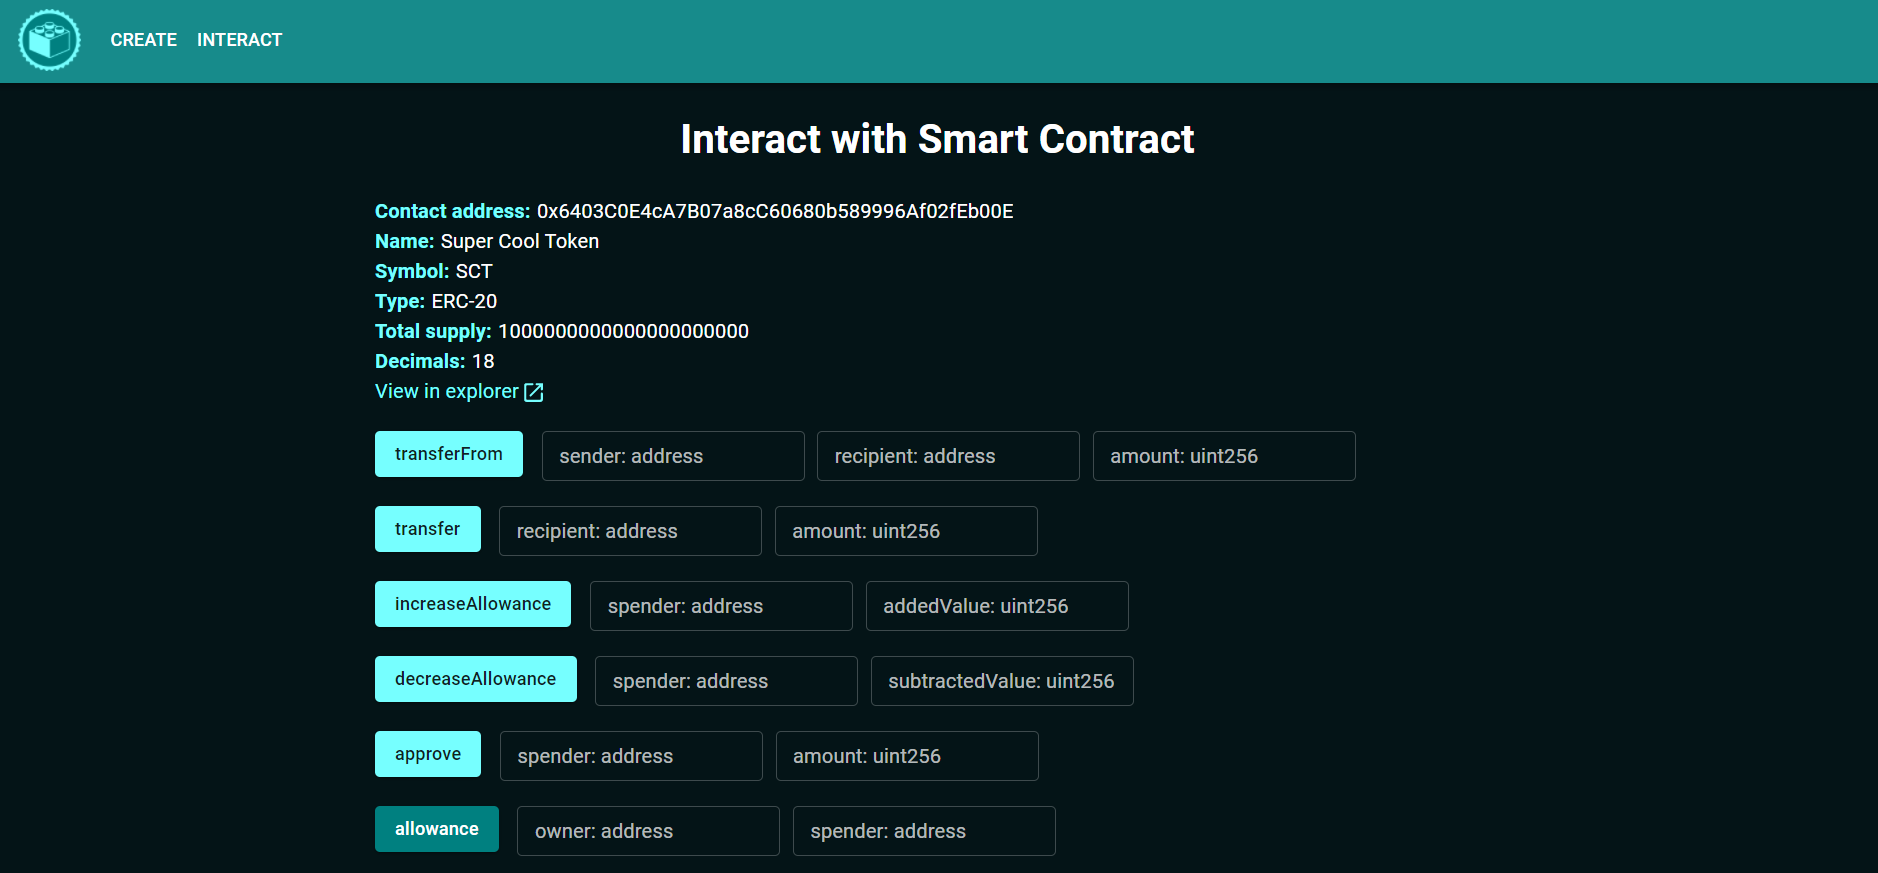 CREATE INTERACT
Interact with Smart Contract
Contact address: 0x6403C0E4cA7B07a8cC60680b589996Af02fEb00E
Name: Super Cool Token
Symbol: SCT
Type: ERC-20
Total supply: 1000000000000000000000
Decimals: 18
View in explorer
transferFrom sender: address recipient: address amount: uint256
transfer recipient: address amount: uint256
increaseAllowance spender: address addedValue: uint256
decreaseAllowance spender: address subtractedValue: uint256
approve spender: address amount: uint256
allowance owner: address spender: address